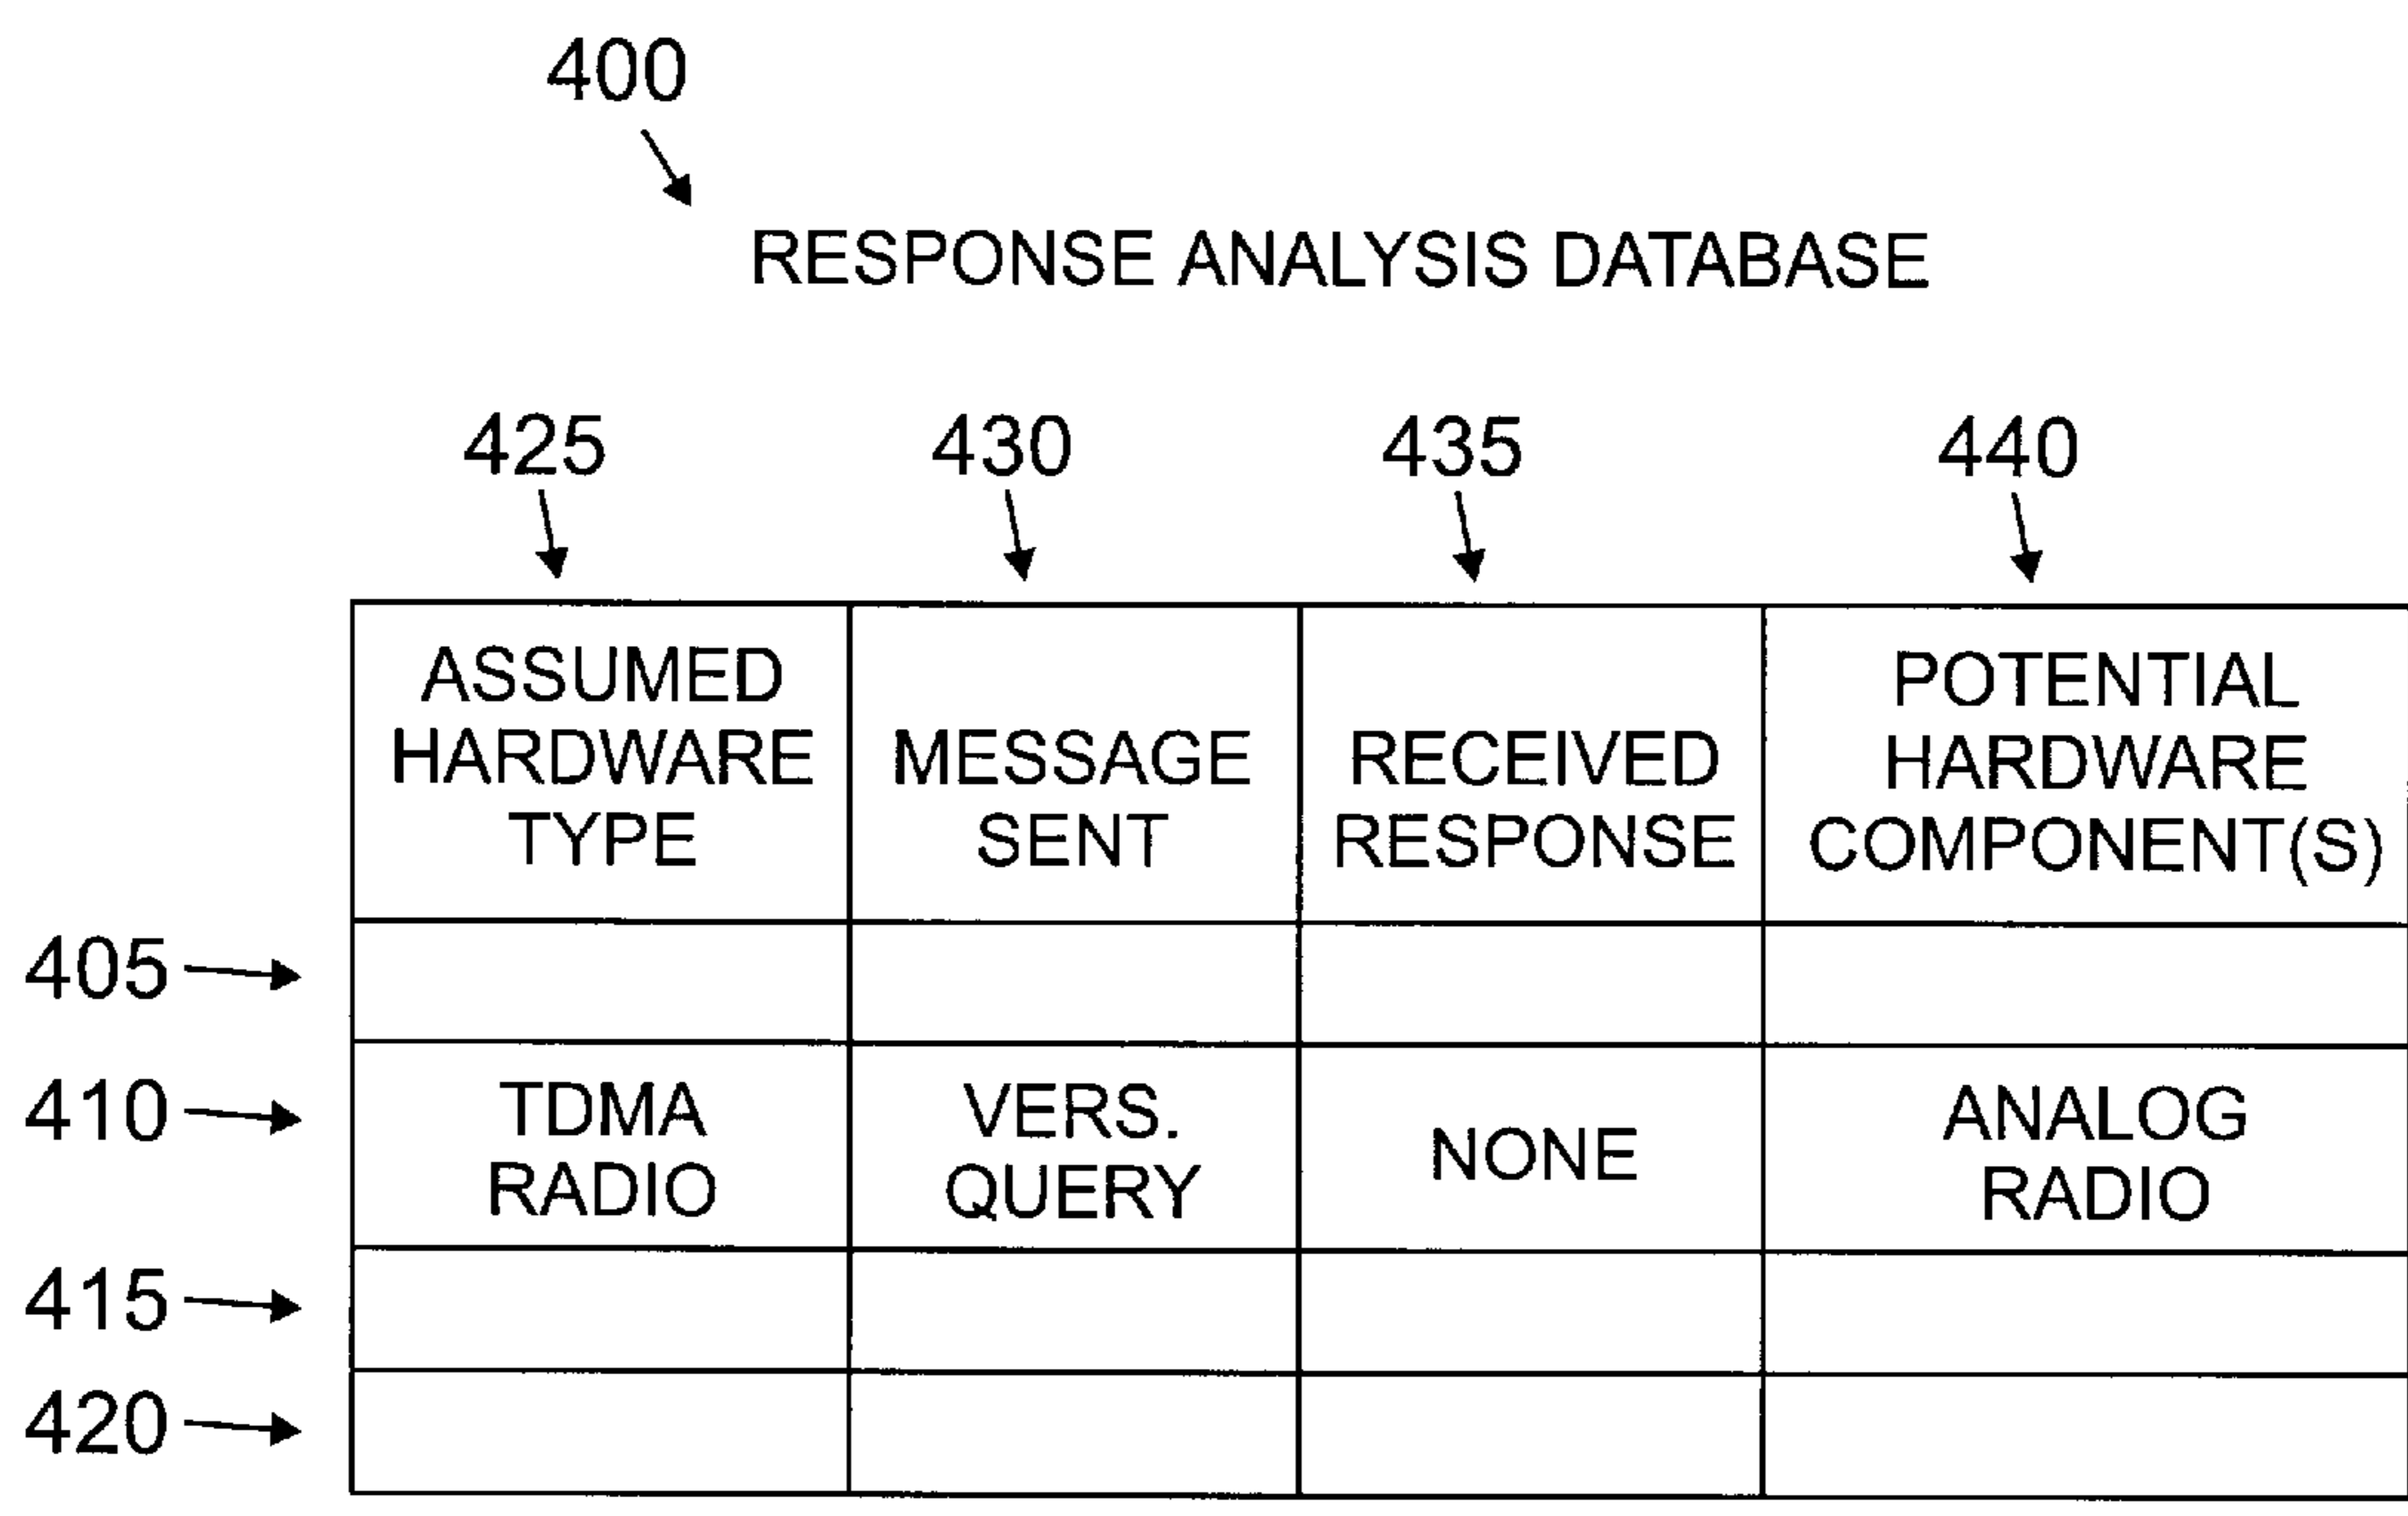 400
RESPONSE ANALYSIS DATABASE
425 430 435 440
ASSUMED
HARDWARE
TYPE
MESSAGE
SENT
RECEIVED
RESPONSE
POTENTIAL
HARDWARE
COMPONENT(S)
405
410
TDMA
RADIO
VERS.
QUERY
NONE
ANALOG
RADIO
415
420